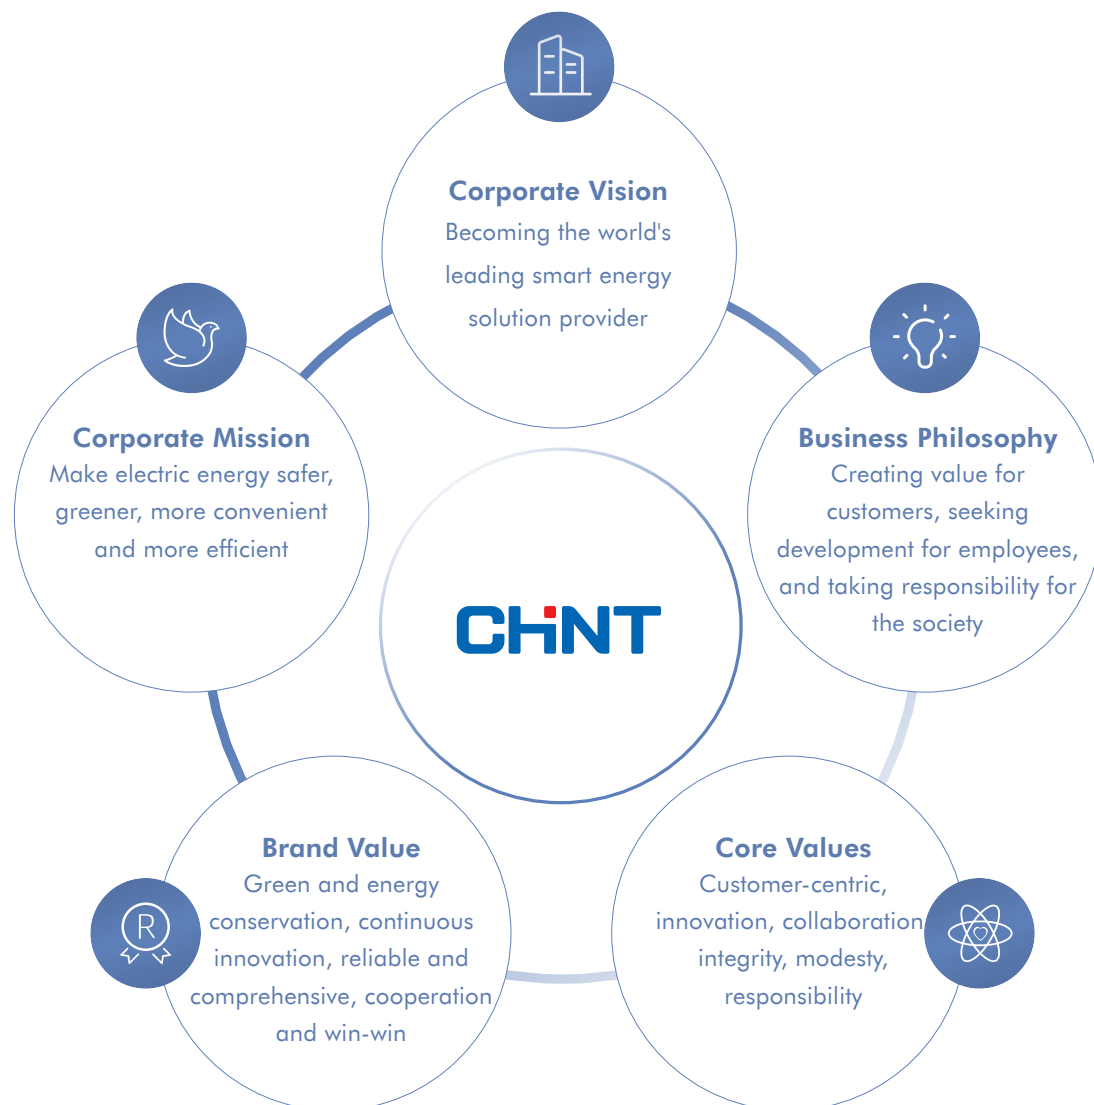 Corporate Vision
Becoming the world's
leading smart energy
solution provider
Corporate Mission
Make electric energy safer,
greener, more convenient
and more efficient
Business Philosophy
Creating value for
customers, seeking
development for employees,
and taking responsibility for
the society
CHiNT
Brand Value
Green and energy
conservation, continuous
innovation, reliable and
comprehensive, cooperation
and win-win
R
Core Values
Customer-centric,
innovation, collaboration
integrity, modesty,
responsibility